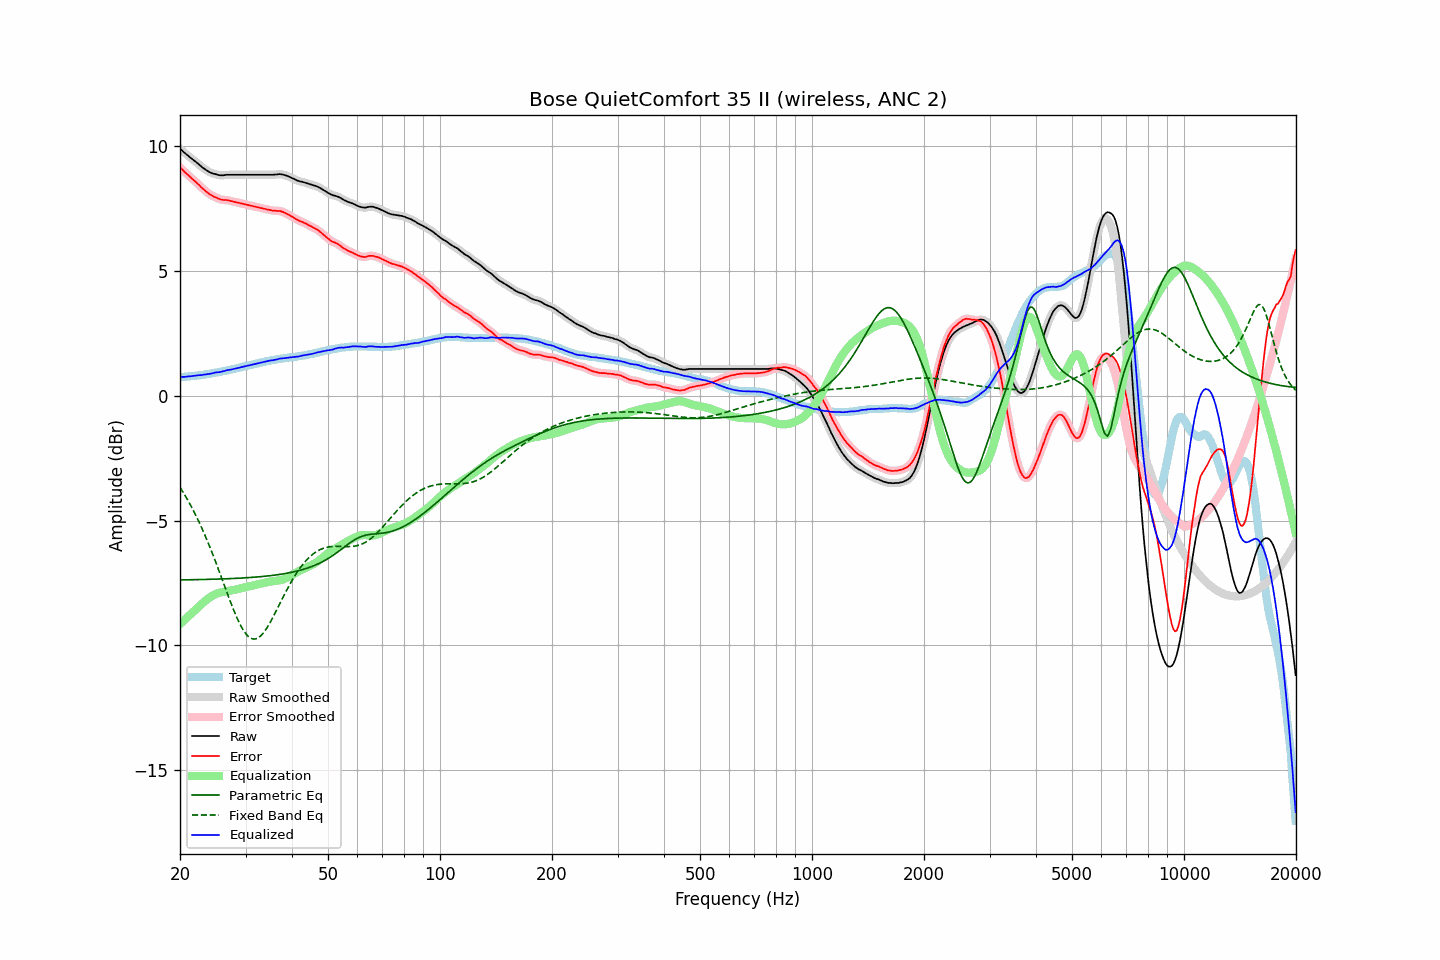 Bose QuietComfort 35 II (wireless, ANC 2)
Amplitude (dBr)
10
5
0
−5
−10
−15
Target
Raw Smoothed
Error Smoothed
Raw
Error
Equalization
Parametric Eq
Fixed Band Eq
Equalized
20 50 100 200 500 1000 2000 5000 10000 20000
Frequency (Hz)